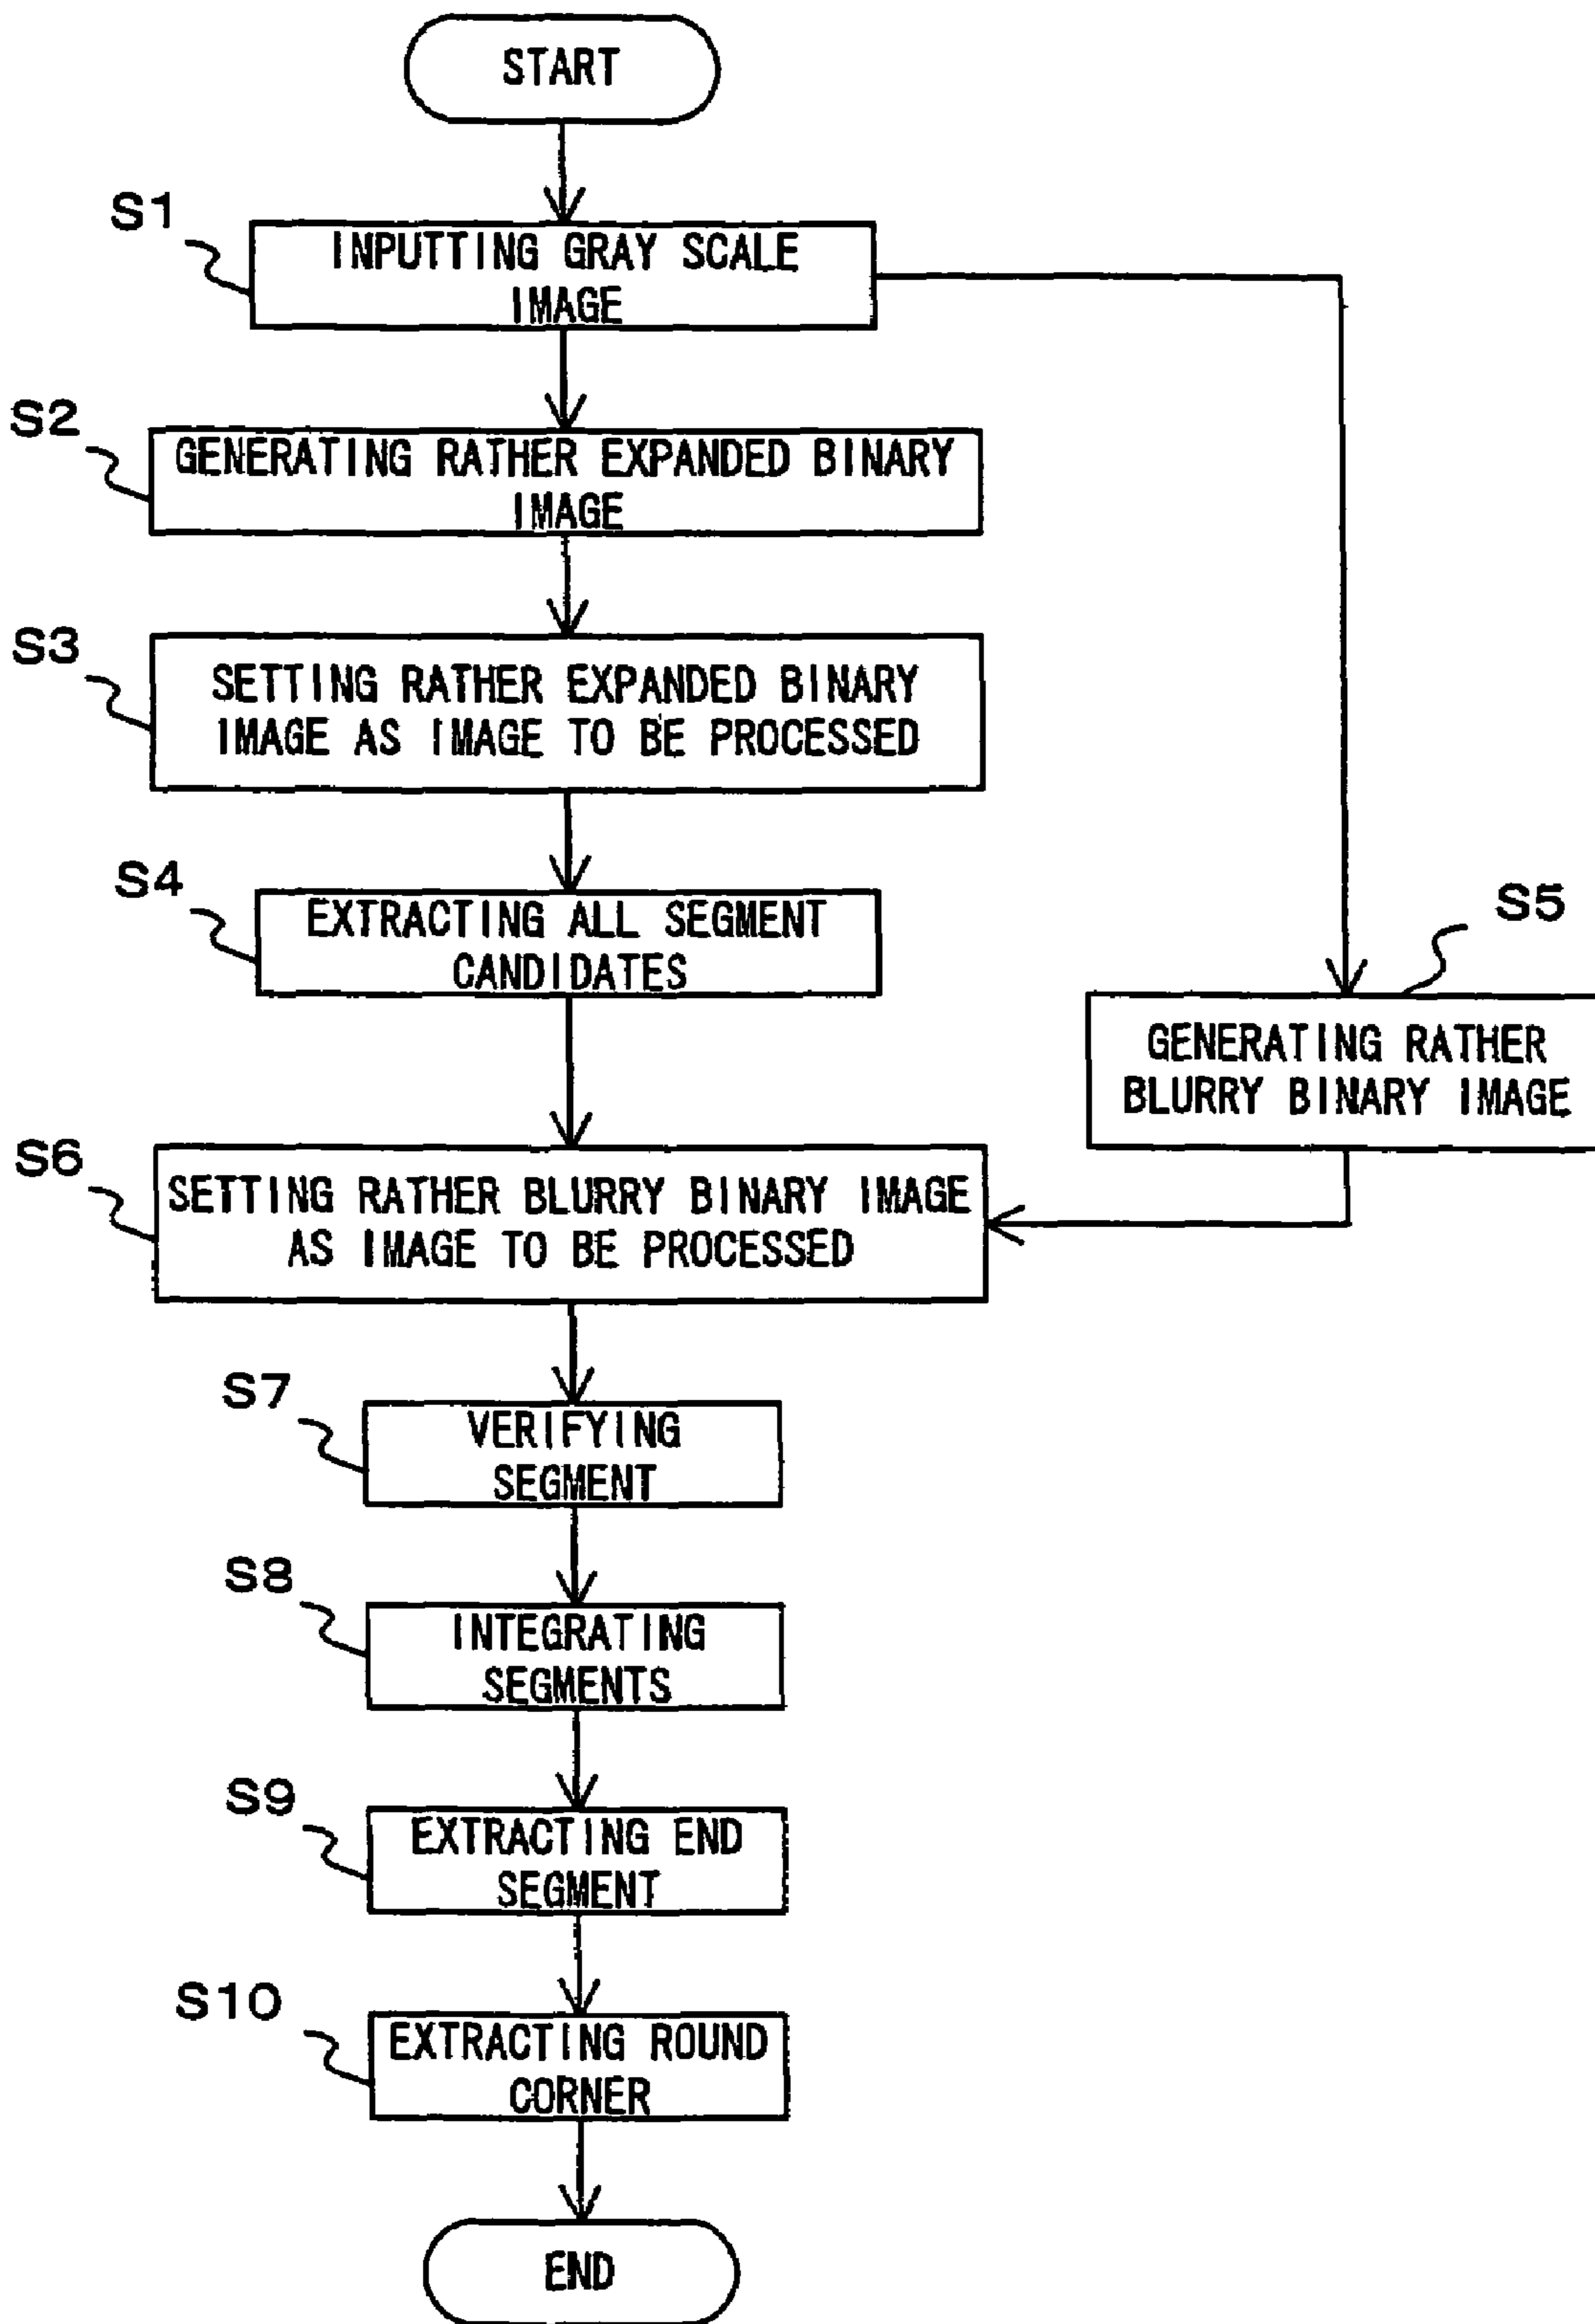 START
S1
INPUTTING GRAY SCALE
IMAGE
S2
GENERATING RATHER EXPANDED BINARY
IMAGE
S3
SETTING RATHER EXPANDED BINARY
IMAGE AS IMAGE TO BE PROCESSED
S4
EXTRACTING ALL SEGMENT
CANDIDATES
S5
GENERATING RATHER
BLURRY BINARY IMAGE
S6
SETTING RATHER BLURRY BINARY IMAGE
AS IMAGE TO BE PROCESSED
S7
VERIFYING
SEGMENT
S8
INTEGRATING
SEGMENTS
S9
EXTRACTING END
SEGMENT
S10
EXTRACTING ROUND
CORNER
END